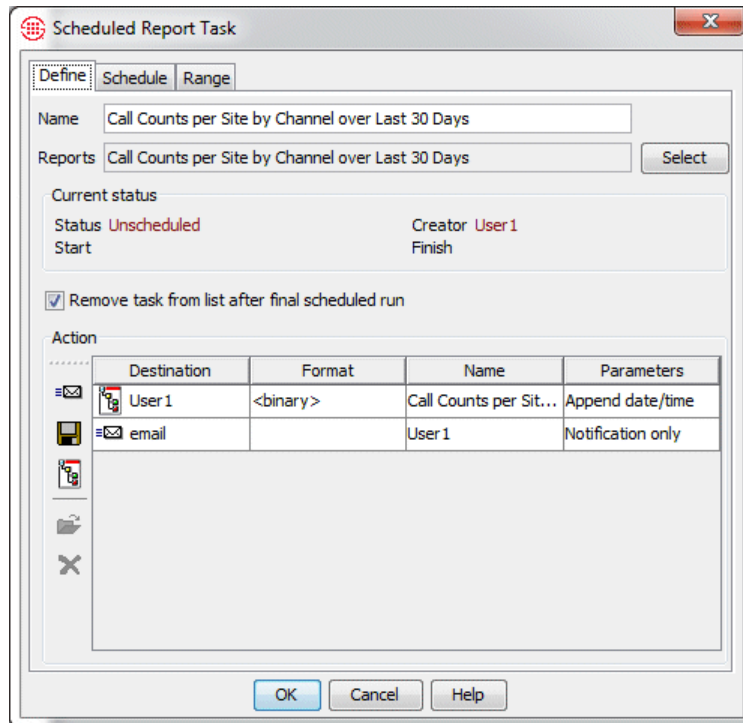 Scheduled Report Task
Define Schedule Range
Name Call Counts per Site by Channel over Last 30 Days
Reports Call Counts per Site by Channel over Last 30 Days Select
Current status
Status Unscheduled Creator User1
Start Finish
Remove task from list after final scheduled run
Action
Destination Format Name Parameters
User1 <binary> Call Counts per Sit... Append date/time
email User1 Notification only
OK Cancel Help